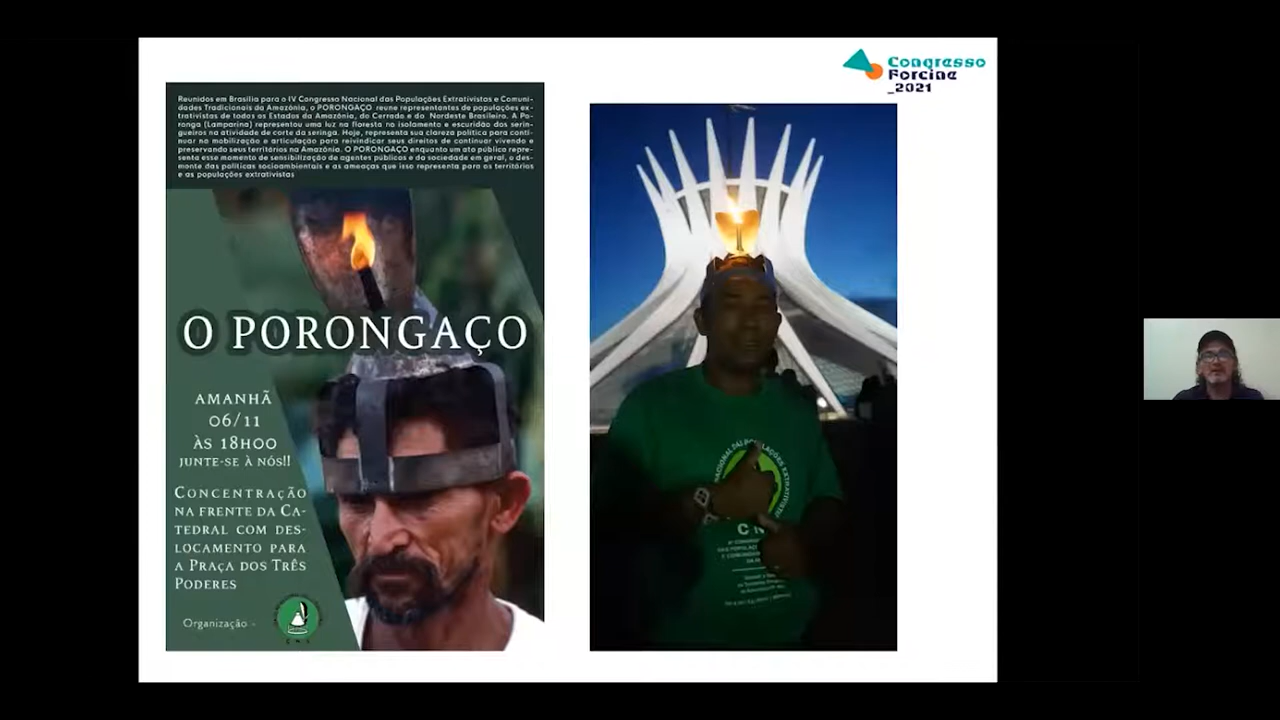 Congresso
Forcine
_2021
Reunidos em Brasília para o IV Congresso Nacional das Populações Extrativistas e Comuni-
dades Tradicionais da Amazônia, o PORONGAÇO reune representantes de populações ex-
trativistas de todos os Estados da Amazônia, do Cerrado e do Nordeste Brasileiro. A Po-
ronga (Lamparina) representou uma luz na floresta no isolamento e escuridão dos serin-
gueiros na atividade de corte da seringa. Hoje, representa sua clareza política para conti-
nuar na mobilização e articulação para reivindicar seus direitos de continuar vivendo e
preservando seus territórios na Amazônia. O PORONGAÇO enquanto um ato público repre-
senta esse momento de sensibilização de agentes públicos e da sociedade em geral, o des-
monte das políticas socioambientais e as ameaças que isso representa para os territórios
e as populações extrativistas
O PORONGAÇO
AMANHÃ
06/11
ÀS 18H00
JUNTE-SE À NÓS!!
CONCENTRAÇÃO
NA FRENTE DA CA-
TEDRAL COM DES-
LOCAMENTO PARA
A PRAÇA DOS TRÊS
PODERES
Organização -
NACIONAL DAS POPULAÇÕES EXTRATIVISTAS